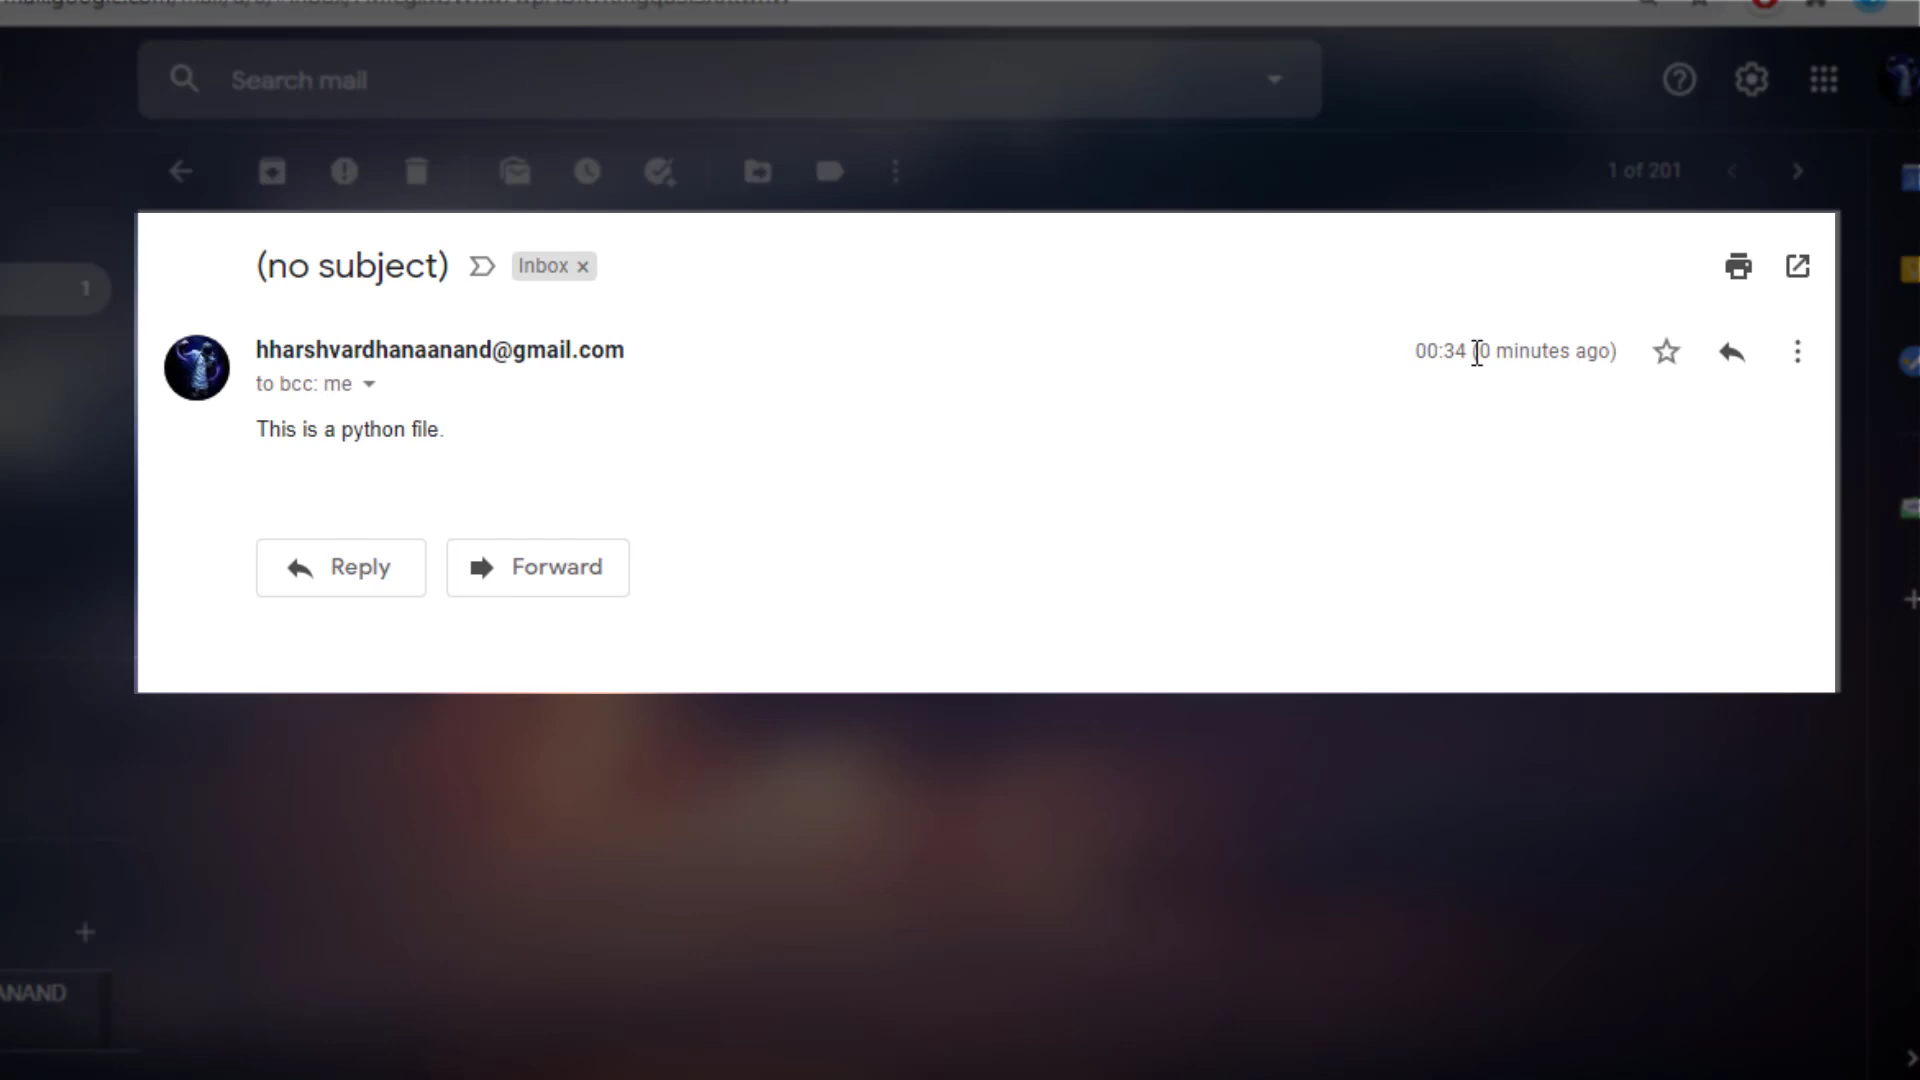 Search mail
1 of 201
1
(no subject)
Inbox ×
hharshvardhanaanand@gmail.com
00:34 (0 minutes ago)
to bcc: me
This is a python file.
Reply
Forward
ANAND